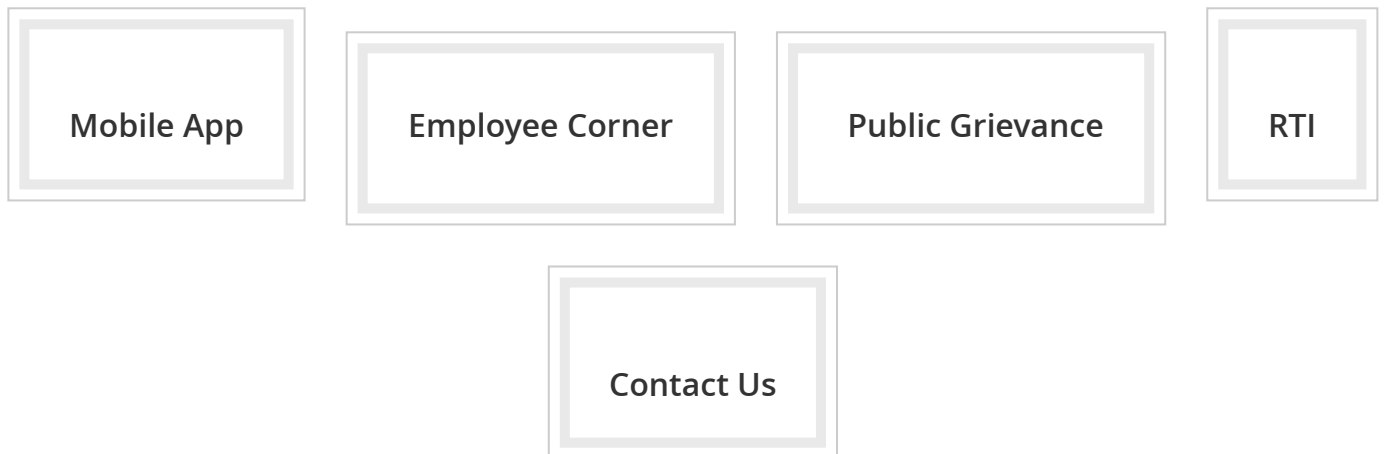 Mobile App
Employee Corner
Public Grievance
RTI
Contact Us